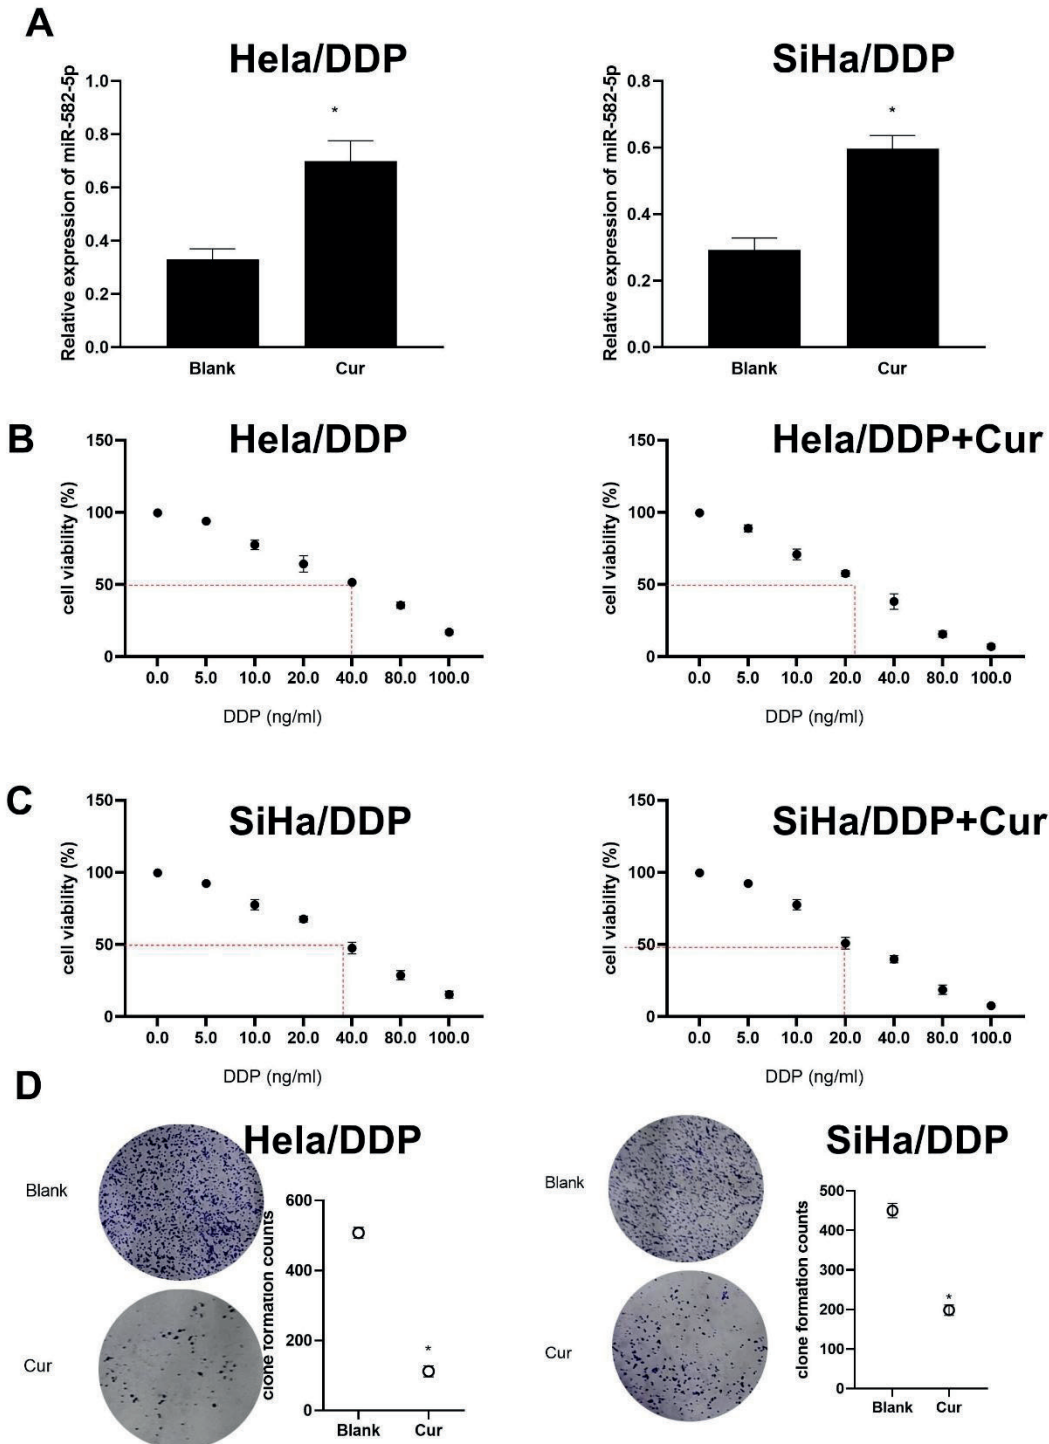 A
Hela/DDP
SiHa/DDP
Relative expression of miR-582-5p
1.0
0.8
0.6
0.4
0.2
0.0
*
Blank Cur
Relative expression of miR-582-5p
0.8
0.6
0.4
0.2
0.0
*
Blank Cur
B
Hela/DDP
Hela/DDP+Cur
cell viability (%)
150
100
50
0
0.0 5.0 10.0 20.0 40.0 80.0 100.0
DDP (ng/ml)
cell viability (%)
150
100
50
0
0.0 5.0 10.0 20.0 40.0 80.0 100.0
DDP (ng/ml)
C
SiHa/DDP
SiHa/DDP+Cur
cell viability (%)
150
100
50
0
0.0 5.0 10.0 20.0 40.0 80.0 100.0
DDP (ng/ml)
cell viability (%)
150
100
50
0
0.0 5.0 10.0 20.0 40.0 80.0 100.0
DDP (ng/ml)
D
Hela/DDP
SiHa/DDP
Blank
Cur
clone formation counts
600
400
200
0
*
Blank Cur
Blank
Cur
clone formation counts
500
400
300
200
100
0
*
Blank Cur